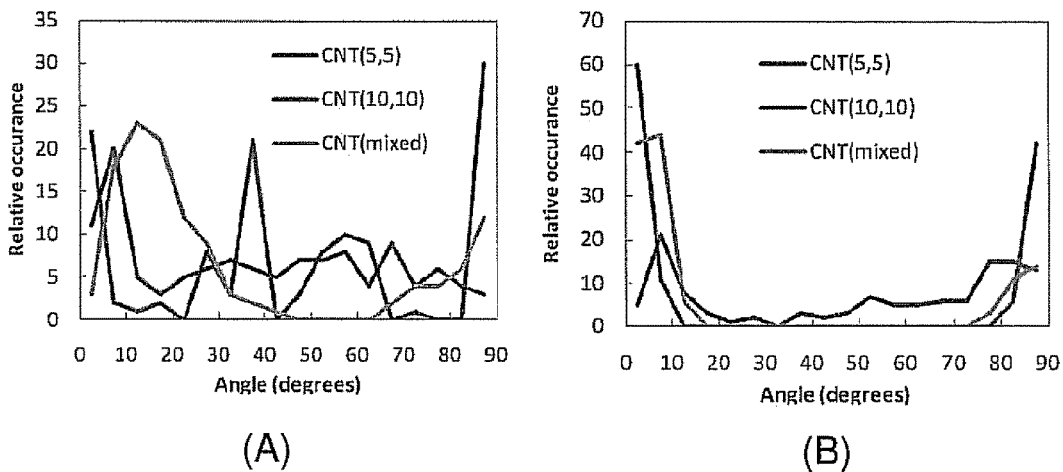 35
30
25
20
15
10
5
0
Relative occurance
CNT(5,5)
CNT(10,10)
CNT(mixed)
0 10 20 30 40 50 60 70 80 90
Angle (degrees)
(A)
70
60
50
40
30
20
10
0
Relative occurance
CNT(5,5)
CNT(10,10)
CNT(mixed)
0 10 20 30 40 50 60 70 80 90
Angle (degrees)
(B)